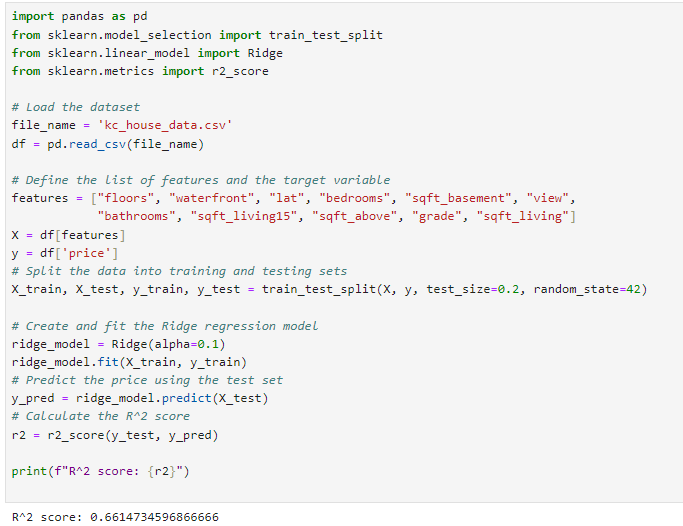 import pandas as pd
from sklearn.model_selection import train_test_split
from sklearn.linear_model import Ridge
from sklearn.metrics import r2_score
# Load the dataset
file_name = 'kc_house_data.csv'
df = pd.read_csv(file_name)
# Define the list of features and the target variable
features = ["floors", "waterfront", "lat", "bedrooms", "sqft_basement", "view",
"bathrooms", "sqft_living15", "sqft_above", "grade", "sqft_living"]
X = df[features]
y = df['price']
# Split the data into training and testing sets
X_train, X_test, y_train, y_test = train_test_split(X, y, test_size=0.2, random_state=42)
# Create and fit the Ridge regression model
ridge_model = Ridge(alpha=0.1)
ridge_model.fit(X_train, y_train)
# Predict the price using the test set
y_pred = ridge_model.predict(X_test)
# Calculate the R^2 score
r2 = r2_score(y_test, y_pred)
print(f"R^2 score: {r2}")
R^2 score: 0.6614734596866666